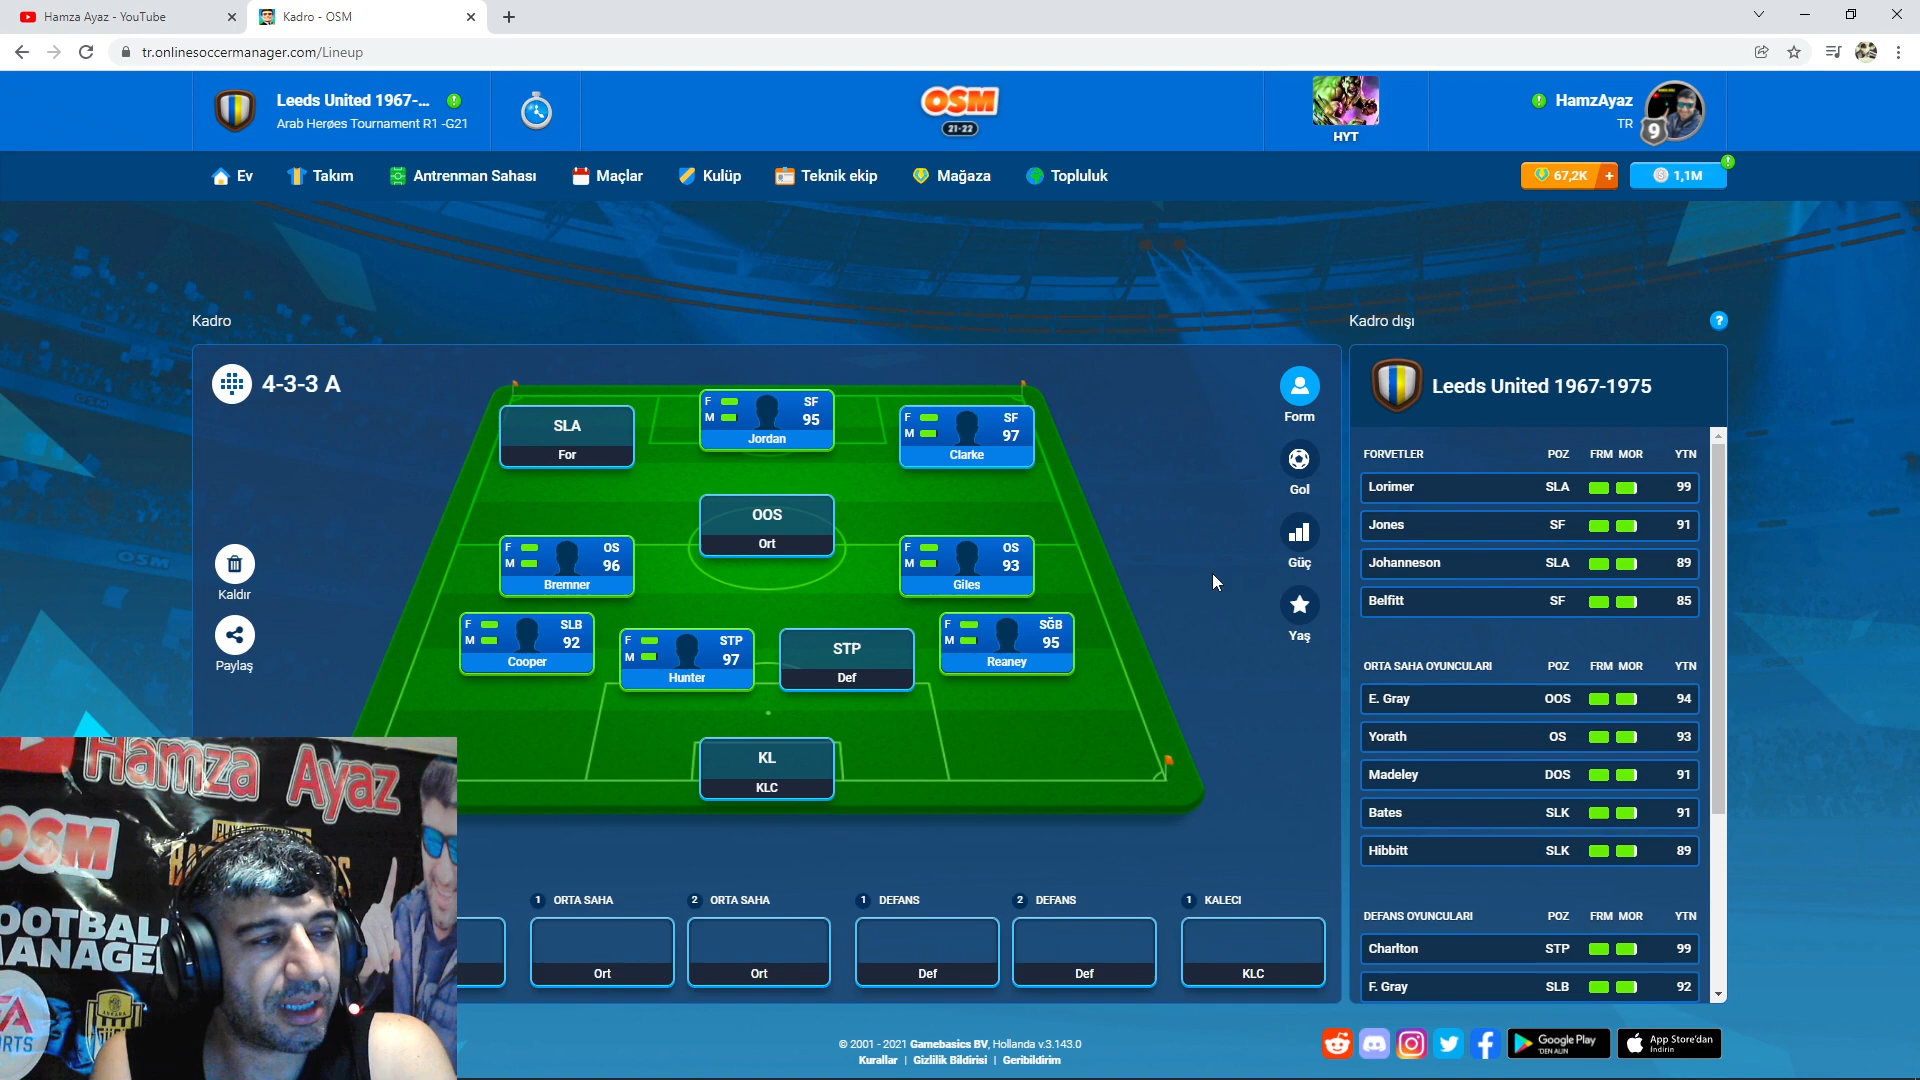 Hamza Ayaz - YouTube
Kadro - OSM
tr.onlinesoccermanager.com/Lineup
Leeds United 1967-...
Arab Herøes Tournament R1 -G21
OSM
21-22
HYT
HamzAyaz
TR
9
Ev
Takım
Antrenman Sahası
Maçlar
Kulüp
Teknik ekip
Mağaza
Topluluk
67,2K +
1,1M
Kadro
Kadro dışı
4-3-3 A
Leeds United 1967-1975
SLA
For
F
M
SF
95
Jordan
F
M
SF
97
Clarke
Form
Gol
Güç
Yaş
OOS
Ort
F
M
OS
96
Bremner
F
M
OS
93
Giles
Kaldır
Paylaş
F
M
SLB
92
Cooper
F
M
STP
97
Hunter
STP
Def
F
M
SĞB
95
Reaney
KL
KLC
FORVETLER POZ FRM MOR YTN
Lorimer SLA 99
Jones SF 91
Johanneson SLA 89
Belfitt SF 85
ORTA SAHA OYUNCULARI POZ FRM MOR YTN
E. Gray OOS 94
Yorath OS 93
Madeley DOS 91
Bates SLK 91
Hibbitt SLK 89
DEFANS OYUNCULARI POZ FRM MOR YTN
Charlton STP 99
F. Gray SLB 92
1 ORTA SAHA
2 ORTA SAHA
1 DEFANS
2 DEFANS
1 KALECI
Ort
Ort
Def
Def
KLC
Hamza Ayaz
OSM
OOTBALL
MANAGE
© 2001 - 2021 Gamebasics BV, Hollanda v.3.143.0
Kurallar | Gizlilik Bildirisi | Geribildirim
Google Play
'DEN ALIN
App Store'dan
İndirin